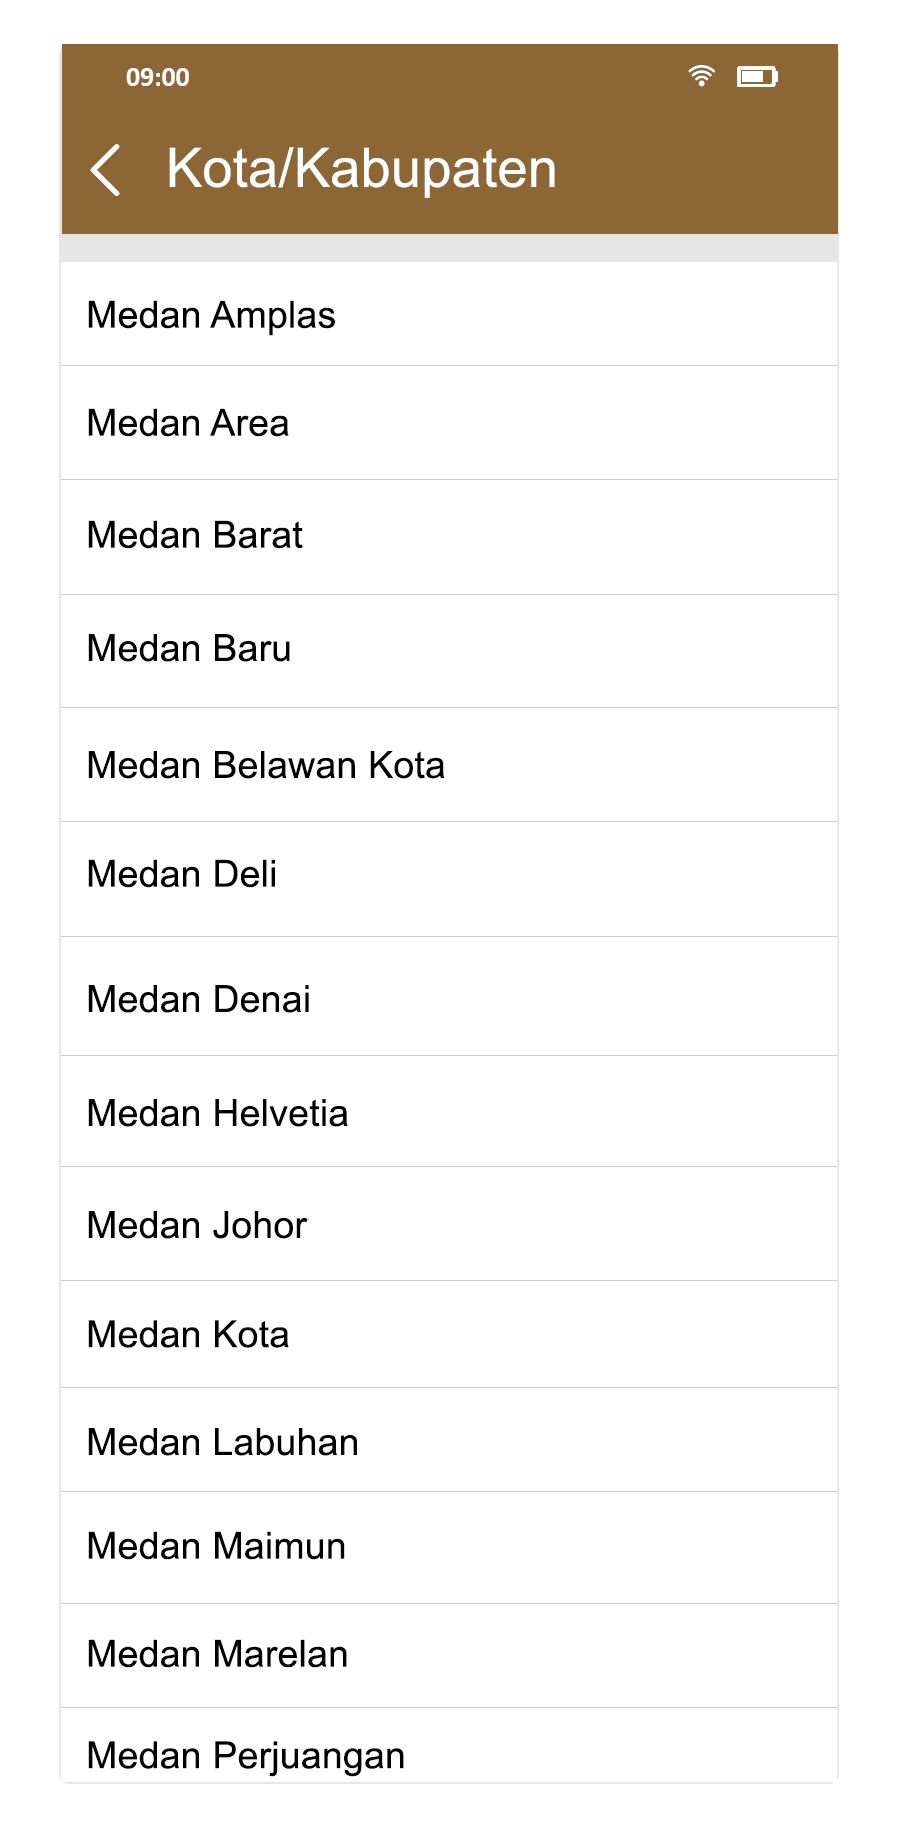 09:00
Kota/Kabupaten
Medan Amplas
Medan Area
Medan Barat
Medan Baru
Medan Belawan Kota
Medan Deli
Medan Denai
Medan Helvetia
Medan Johor
Medan Kota
Medan Labuhan
Medan Maimun
Medan Marelan
Medan Perjuangan